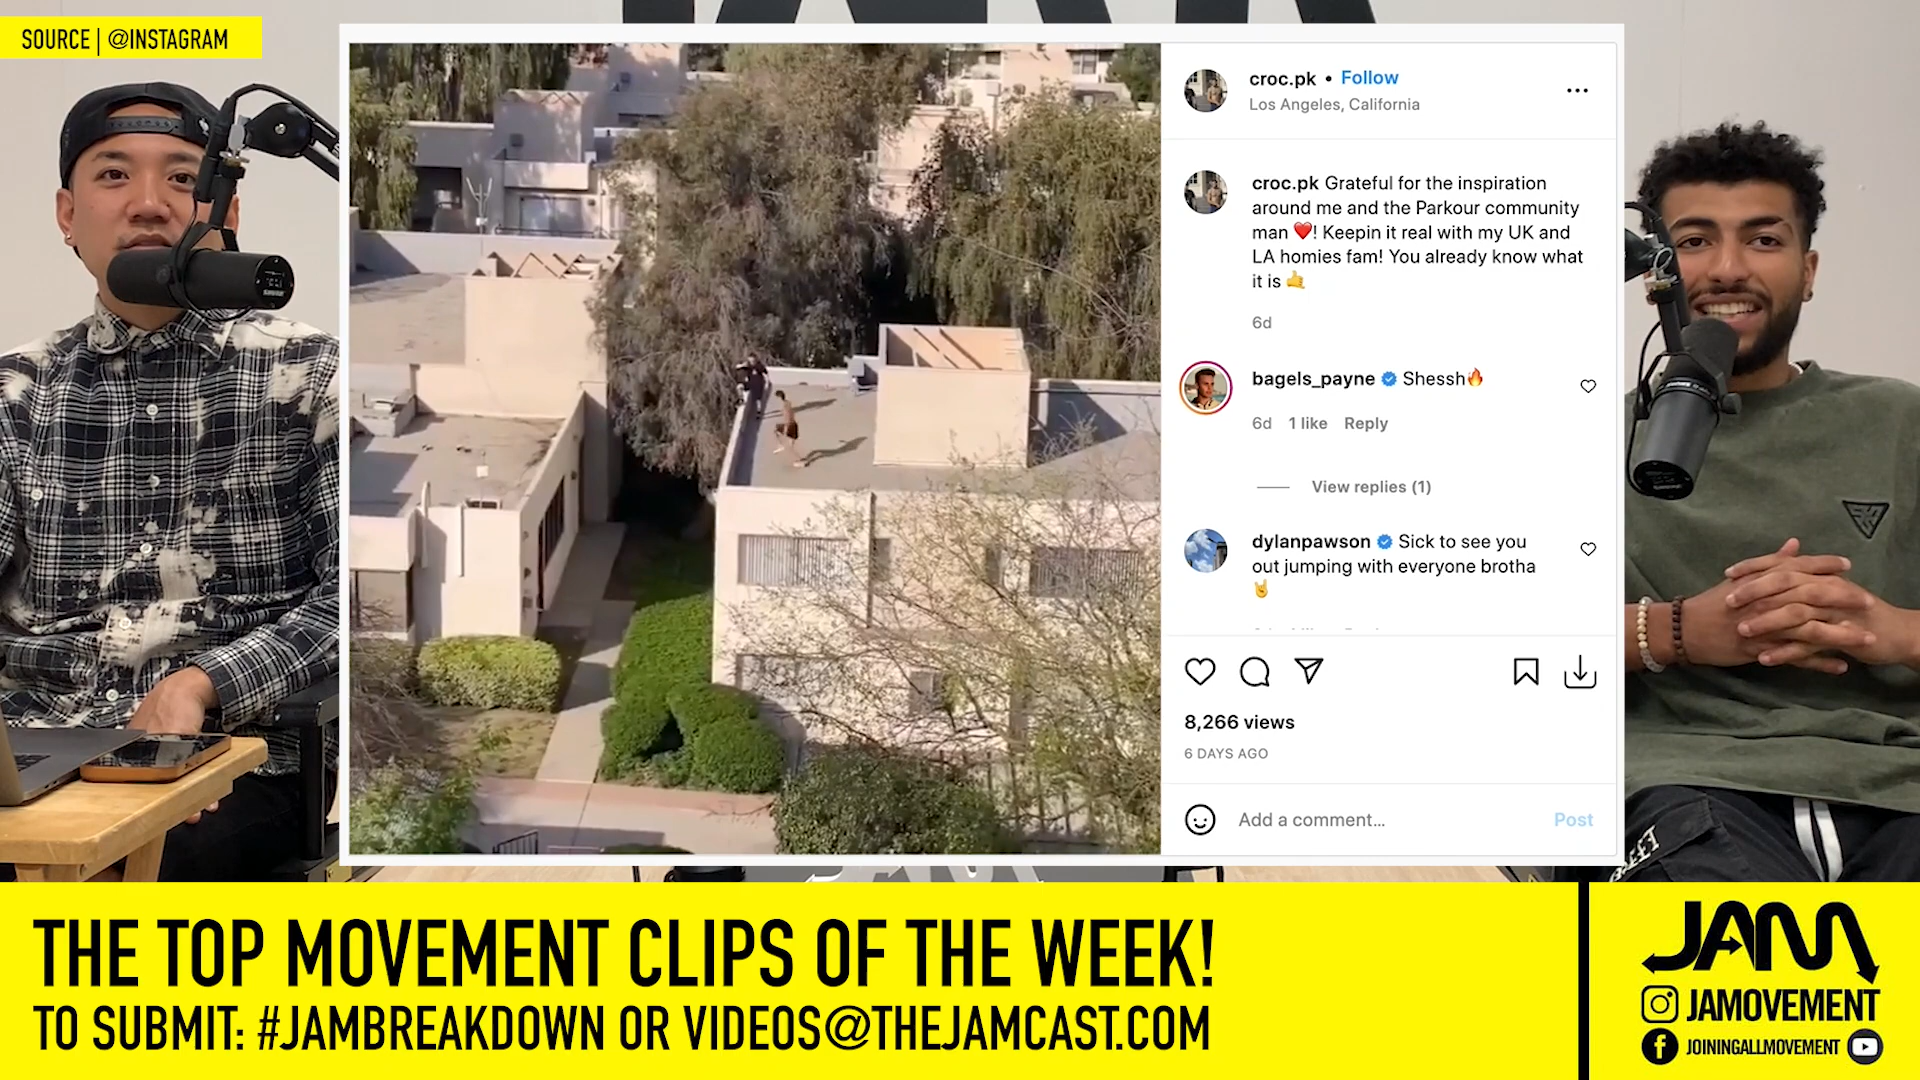 SOURCE | @INSTAGRAM
croc.pk • Follow
Los Angeles, California
croc.pk Grateful for the inspiration
around me and the Parkour community
man ❤️! Keepin it real with my UK and
LA homies fam! You already know what
it is 🤙
6d
bagels_payne Shessh🔥
6d 1 like Reply
View replies (1)
dylanpawson Sick to see you
out jumping with everyone brotha
🤘
8,266 views
6 DAYS AGO
Add a comment...
Post
THE TOP MOVEMENT CLIPS OF THE WEEK!
TO SUBMIT: #JAMBREAKDOWN OR VIDEOS@THEJAMCAST.COM
JAM
JAMOVEMENT
JOININGALLMOVEMENT